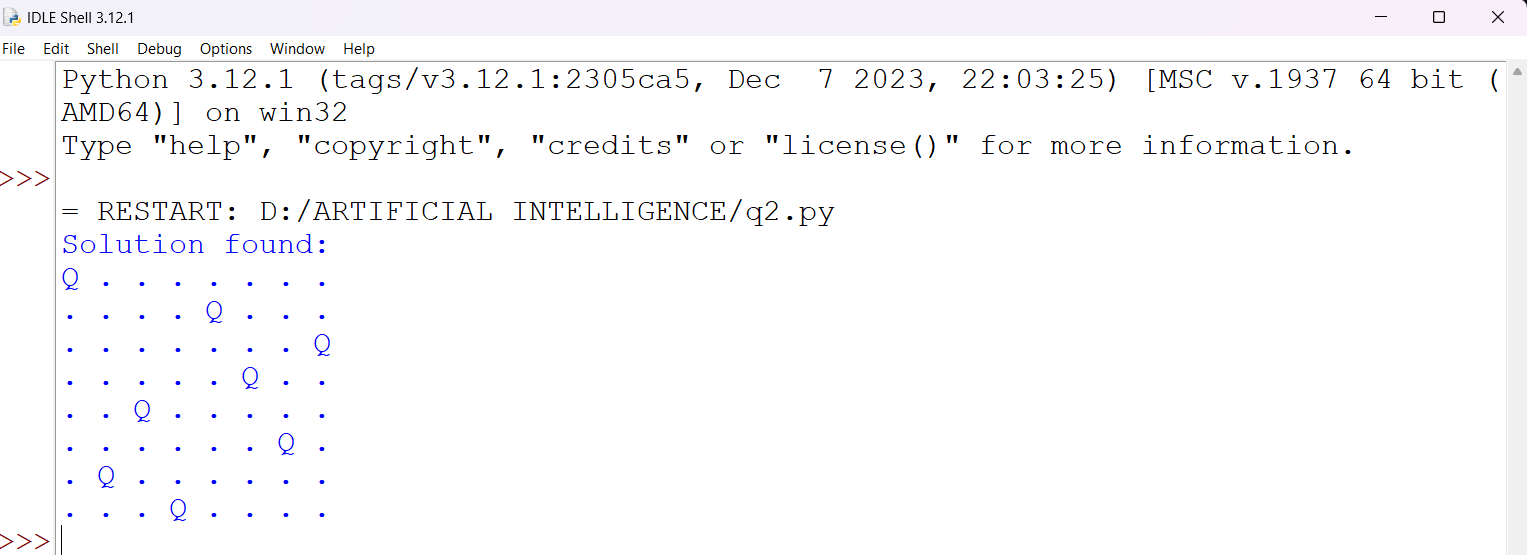 IDLE Shell 3.12.1
File Edit Shell Debug Options Window Help
Python 3.12.1 (tags/v3.12.1:2305ca5, Dec  7 2023, 22:03:25) [MSC v.1937 64 bit (
AMD64)] on win32
Type "help", "copyright", "credits" or "license()" for more information.
>>>
= RESTART: D:/ARTIFICIAL INTELLIGENCE/q2.py
Solution found:
Q . . . . . . .
. . . . Q . . .
. . . . . . . Q
. . . . . Q . .
. . Q . . . . .
. . . . . . Q .
. Q . . . . . .
. . . Q . . . .
>>>